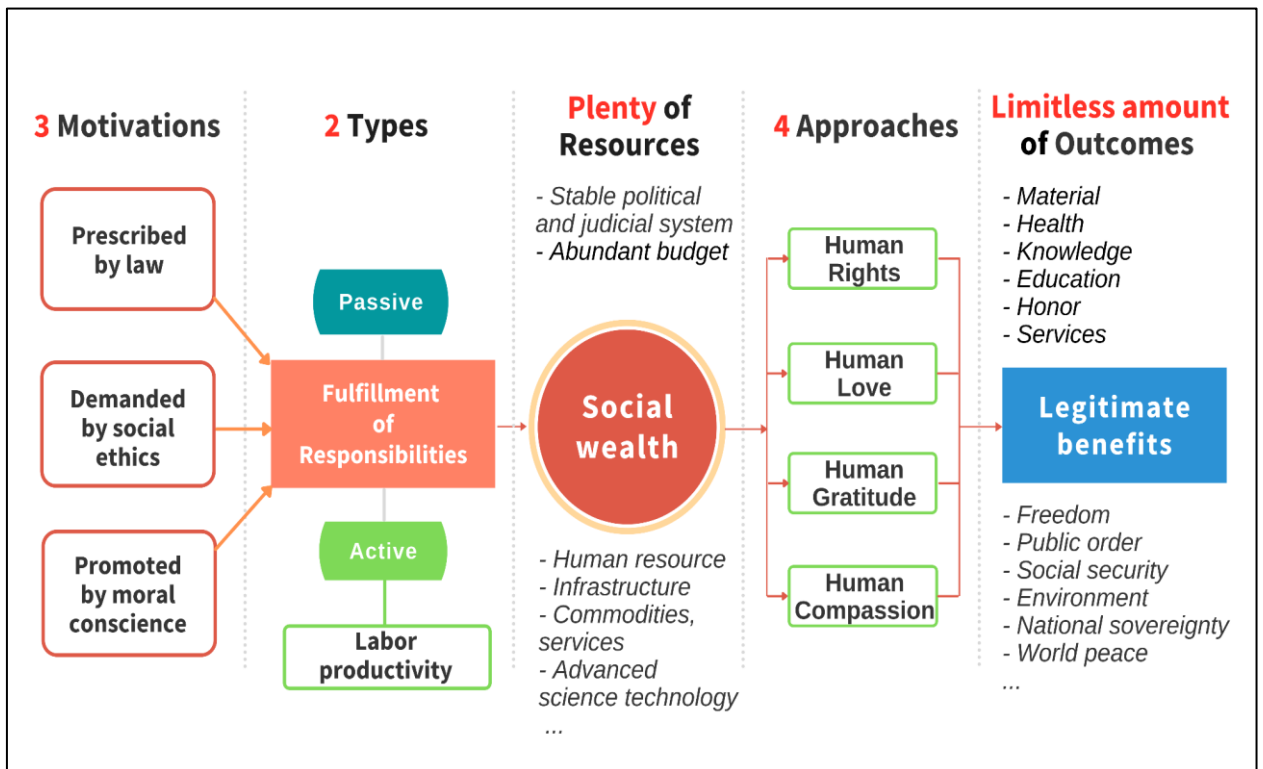 3 Motivations
Prescribed
by law
Demanded
by social
ethics
Promoted
by moral
conscience
2 Types
Passive
Fulfillment
of
Responsibilities
Active
Labor
productivity
Plenty of
Resources
- Stable political
and judicial system
- Abundant budget
Social
wealth
- Human resource
- Infrastructure
- Commodities,
services
- Advanced
science technology
...
4 Approaches
Human
Rights
Human
Love
Human
Gratitude
Human
Compassion
Limitless amount
of Outcomes
- Material
- Health
- Knowledge
- Education
- Honor
- Services
Legitimate
benefits
- Freedom
- Public order
- Social security
- Environment
- National sovereignty
- World peace
...